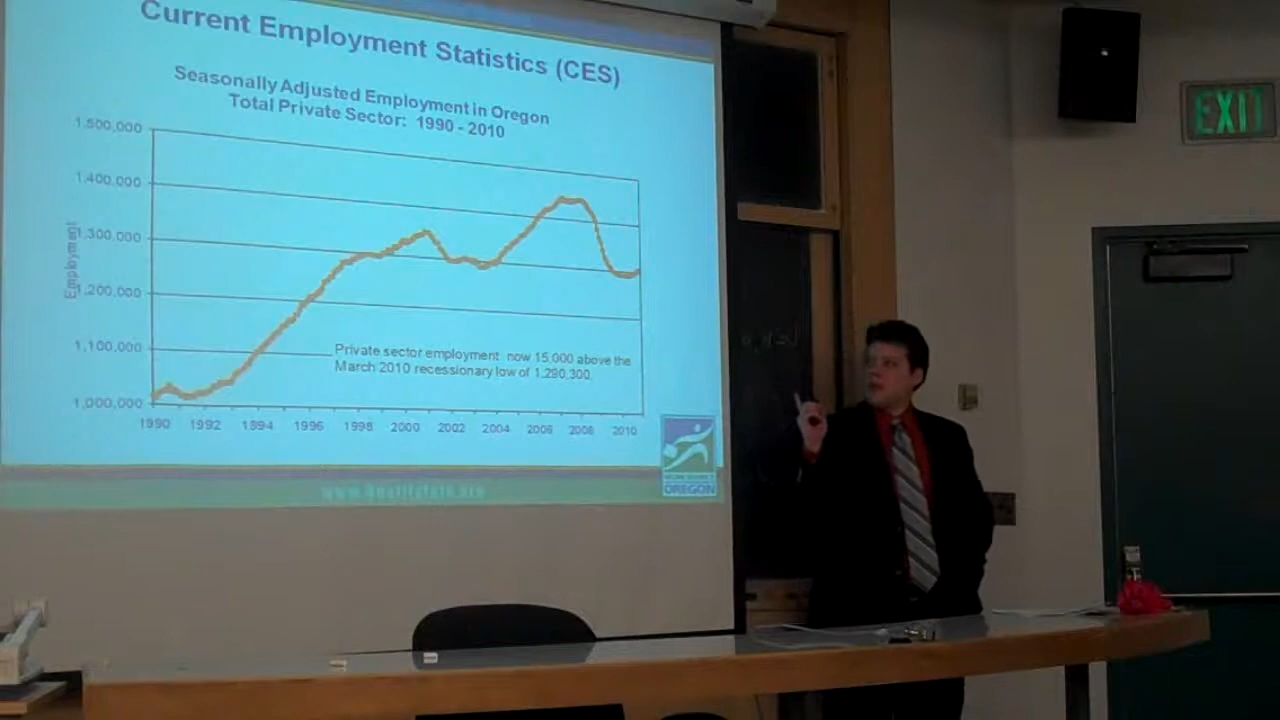 Current Employment Statistics (CES)
Seasonally Adjusted Employment in Oregon
Total Private Sector: 1990 - 2010
1,500,000
1,400,000
1,300,000
1,200,000
1,100,000
1,000,000
Employment
Private sector employment now 15,000 above the
March 2010 recessionary low of 1,290,300
1990 1992 1994 1996 1998 2000 2002 2004 2006 2008 2010
OREGON
EXIT